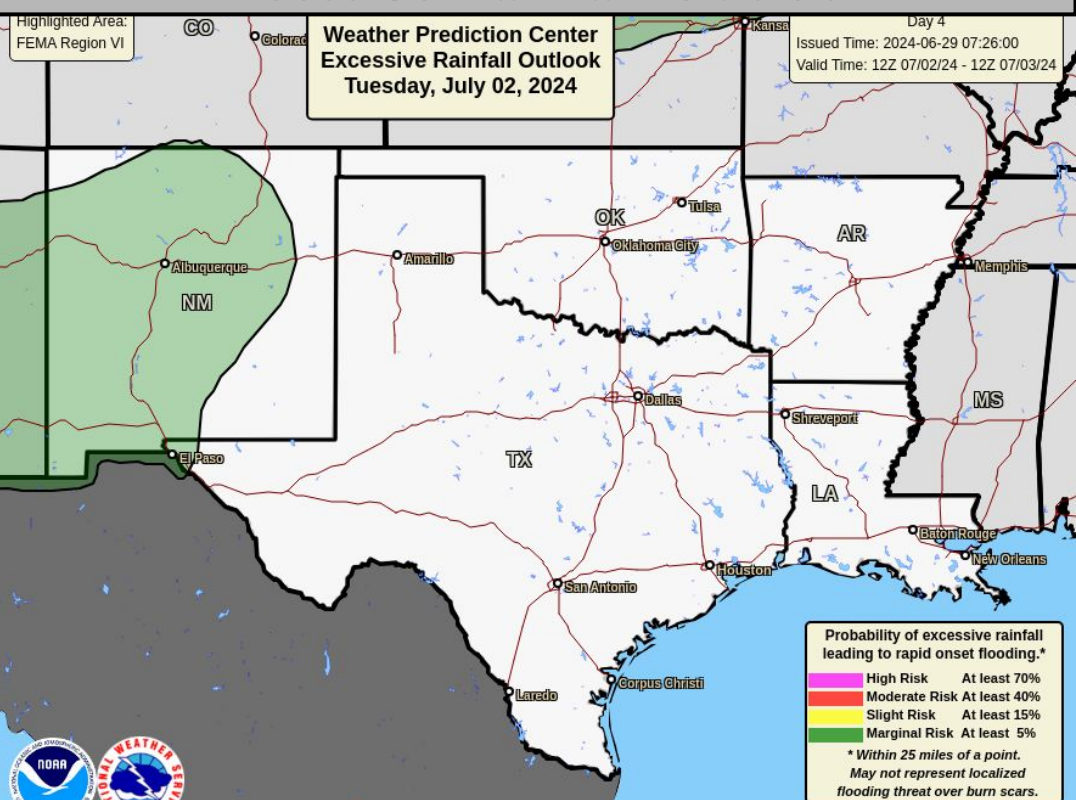 Highlighted Area:
FEMA Region VI
Weather Prediction Center
Excessive Rainfall Outlook
Tuesday, July 02, 2024
Day 4
Issued Time: 2024-06-29 07:26:00
Valid Time: 12Z 07/02/24 - 12Z 07/03/24
CO
Colorad
Kansa
Tulsa
OK
Oklahoma City
AR
Amarillo
Albuquerque
Memphis
NM
Dallas
MS
Shreveport
El Paso
TX
LA
Baton Rouge
New Orleans
Houston
San Antonio
Corpus Christi
Laredo
Probability of excessive rainfall
leading to rapid onset flooding.*
High Risk At least 70%
Moderate Risk At least 40%
Slight Risk At least 15%
Marginal Risk At least 5%
* Within 25 miles of a point.
May not represent localized
flooding threat over burn scars.
NOAA
WEATHER